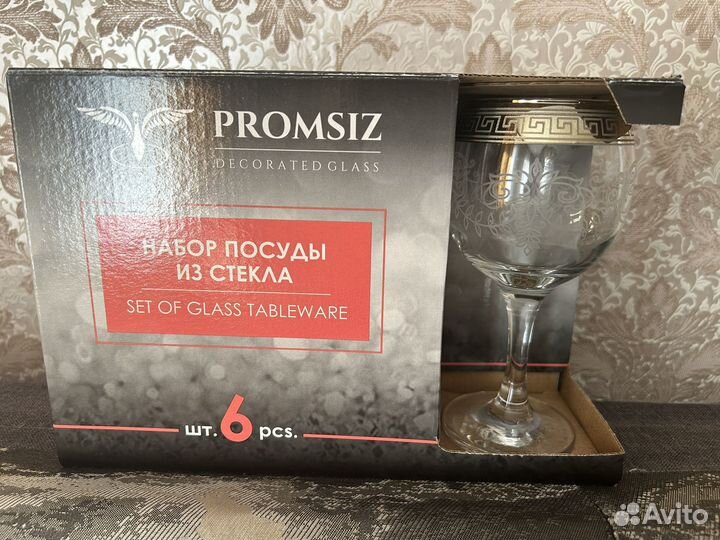 PROMSIZ
DECORATED GLASS
НАБОР ПОСУДЫ
ИЗ СТЕКЛА
SET OF GLASS TABLEWARE
шт. 6 pcs.
Avito